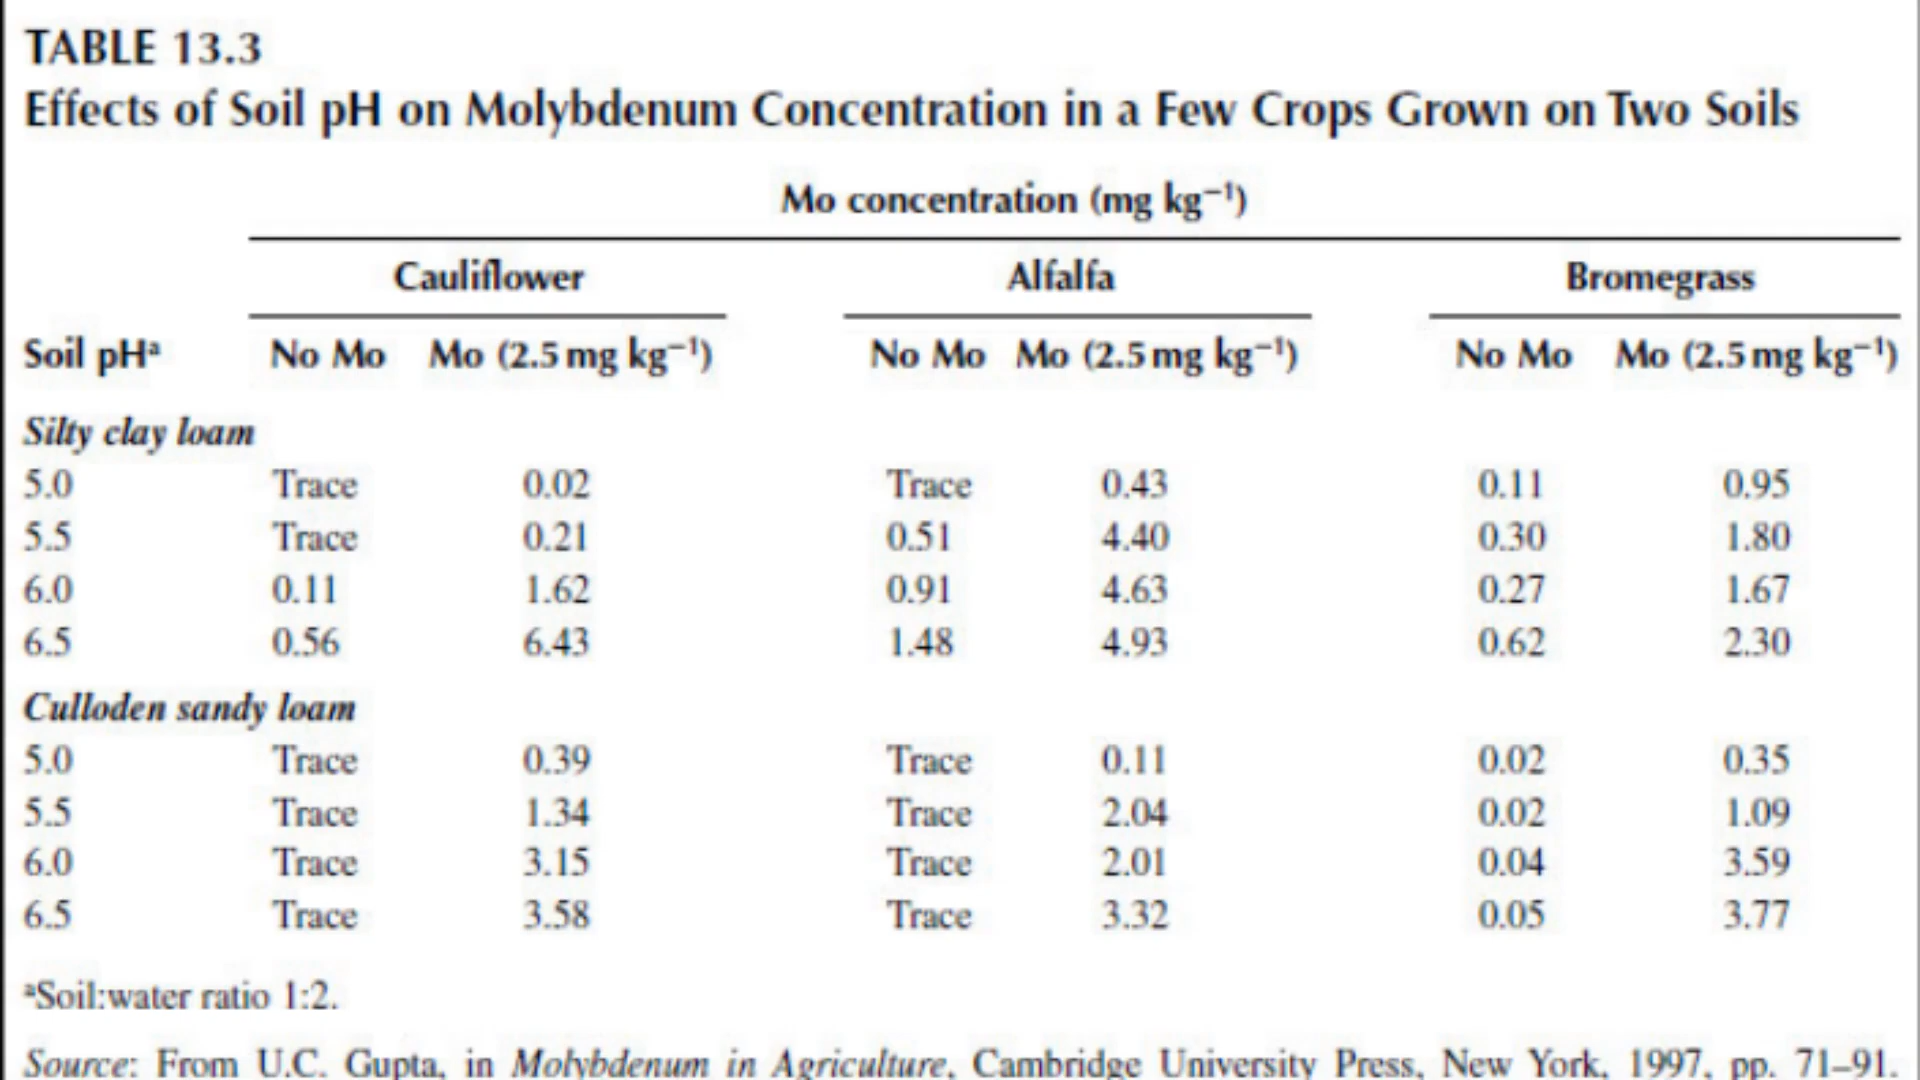 TABLE 13.3
Effects of Soil pH on Molybdenum Concentration in a Few Crops Grown on Two Soils
Mo concentration (mg kg⁻¹)
Cauliflower Alfalfa Bromegrass
Soil pHᵃ No Mo Mo (2.5 mg kg⁻¹) No Mo Mo (2.5 mg kg⁻¹) No Mo Mo (2.5 mg kg⁻¹)
Silty clay loam
5.0 Trace 0.02 Trace 0.43 0.11 0.95
5.5 Trace 0.21 0.51 4.40 0.30 1.80
6.0 0.11 1.62 0.91 4.63 0.27 1.67
6.5 0.56 6.43 1.48 4.93 0.62 2.30
Culloden sandy loam
5.0 Trace 0.39 Trace 0.11 0.02 0.35
5.5 Trace 1.34 Trace 2.04 0.02 1.09
6.0 Trace 3.15 Trace 2.01 0.04 3.59
6.5 Trace 3.58 Trace 3.32 0.05 3.77
ᵃSoil:water ratio 1:2.
Source: From U.C. Gupta, in Molybdenum in Agriculture, Cambridge University Press, New York, 1997, pp. 71–91.